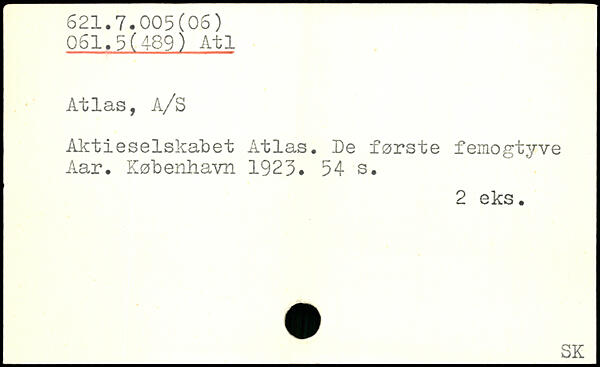 621.7.005(06)
061.5(489) Atl
Atlas, A/S
Aktieselskabet Atlas. De første femogtyve
Aar. København 1923. 54 s.
2 eks.
SK